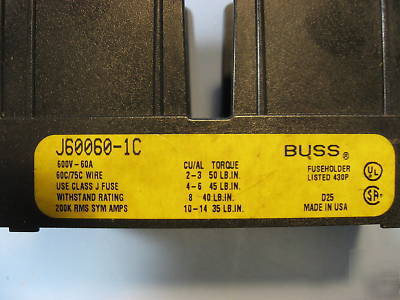 J60060-1C
600V-60A
60C/75C WIRE
USE CLASS J FUSE
WITHSTAND RATING
200K RMS SYM AMPS
CU/AL TORQUE
2-3 50 LB.IN.
4-6 45 LB.IN.
8 40 LB.IN.
10-14 35 LB.IN.
BUSS®
FUSEHOLDER
LISTED 430P
D25
MADE IN USA
UL
SA